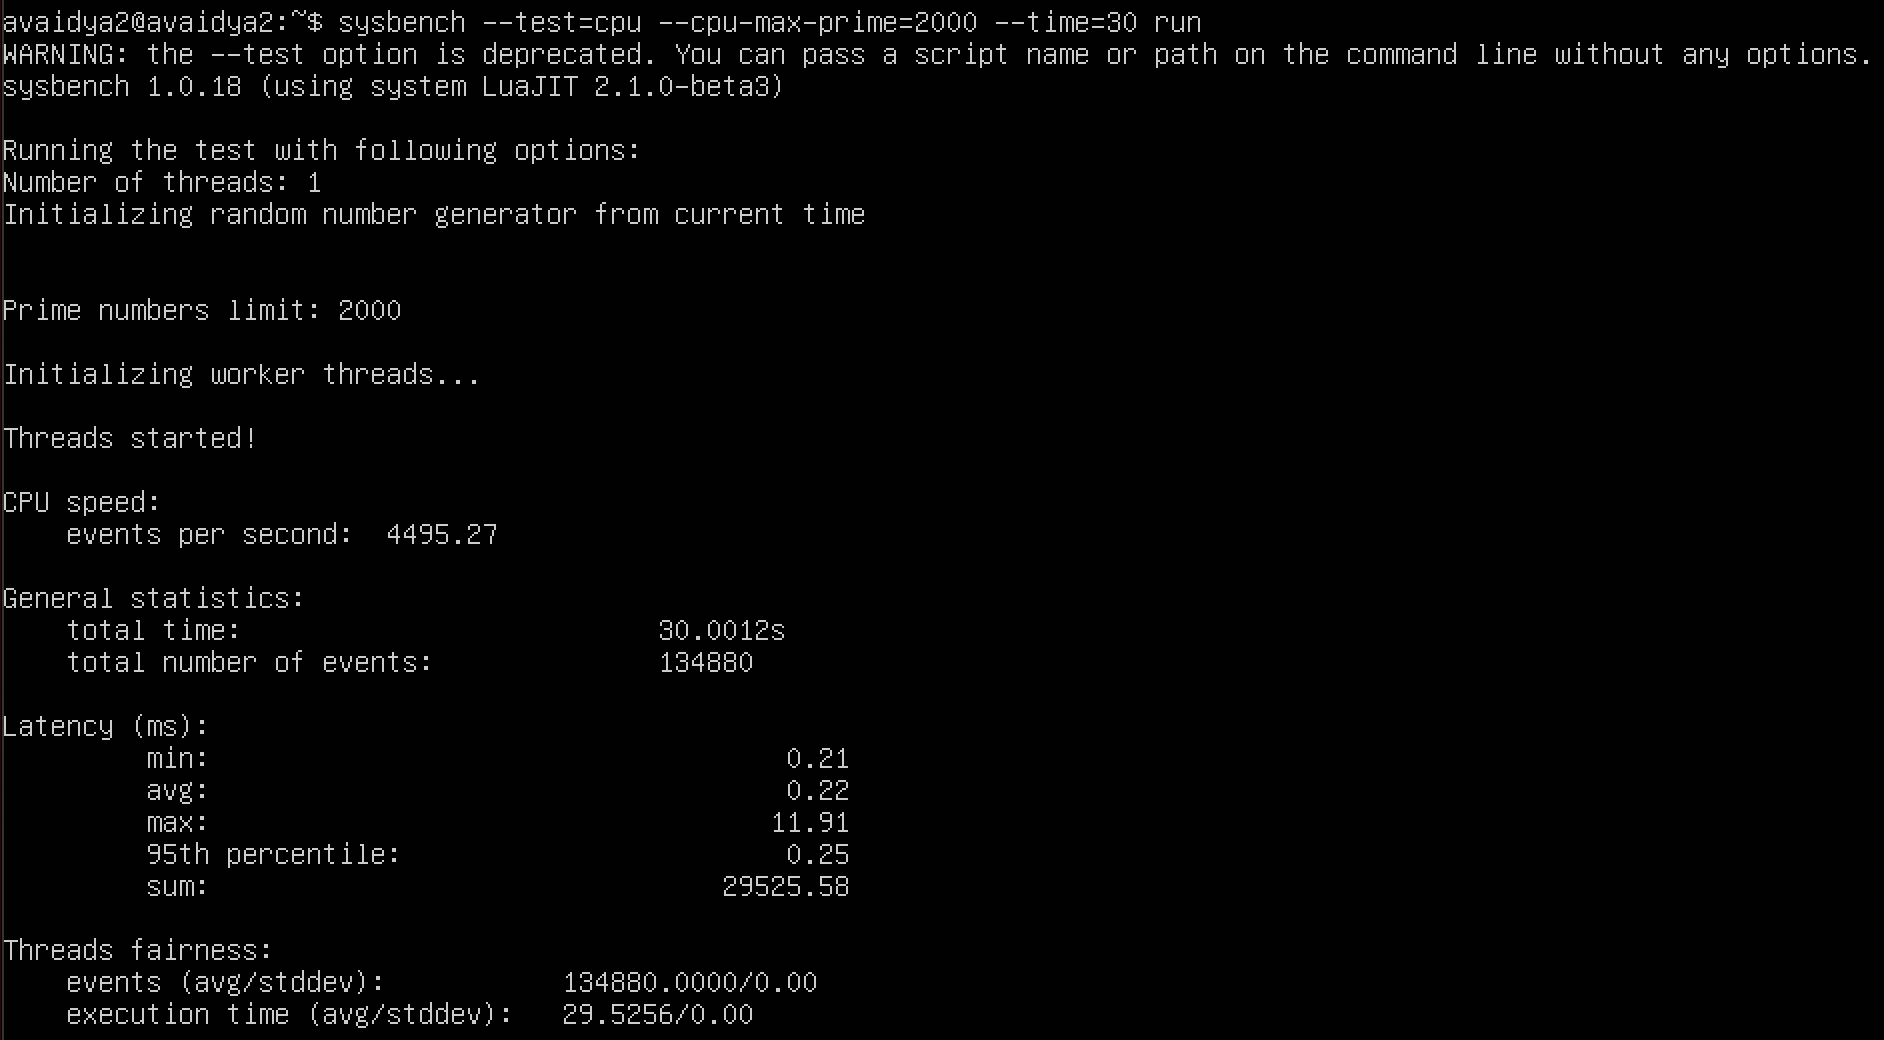 avaidya2@avaidya2:~$ sysbench --test=cpu --cpu-max-prime=2000 --time=30 run
WARNING: the --test option is deprecated. You can pass a script name or path on the command line without any options.
sysbench 1.0.18 (using system LuaJIT 2.1.0-beta3)
Running the test with following options:
Number of threads: 1
Initializing random number generator from current time
Prime numbers limit: 2000
Initializing worker threads...
Threads started!
CPU speed:
events per second: 4495.27
General statistics:
total time: 30.0012s
total number of events: 134880
Latency (ms):
min: 0.21
avg: 0.22
max: 11.91
95th percentile: 0.25
sum: 29525.58
Threads fairness:
events (avg/stddev): 134880.0000/0.00
execution time (avg/stddev): 29.5256/0.00